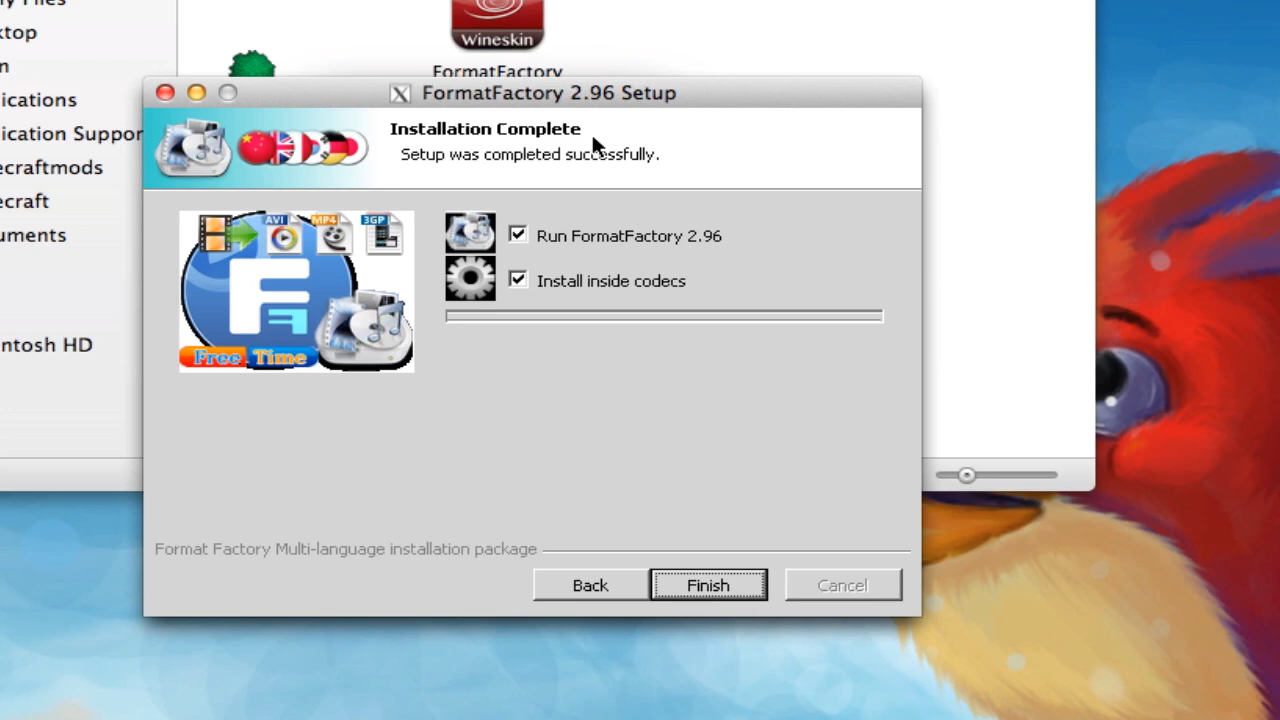 ktop
Wineskin
FormatFactory
ications
FormatFactory 2.96 Setup
ication Suppor
Installation Complete
Setup was completed successfully.
ecraftmods
ecraft
uments
AVI MP4 3GP
Run FormatFactory 2.96
Install inside codecs
ntosh HD
Free Time
Format Factory Multi-language installation package
Back
Finish
Cancel